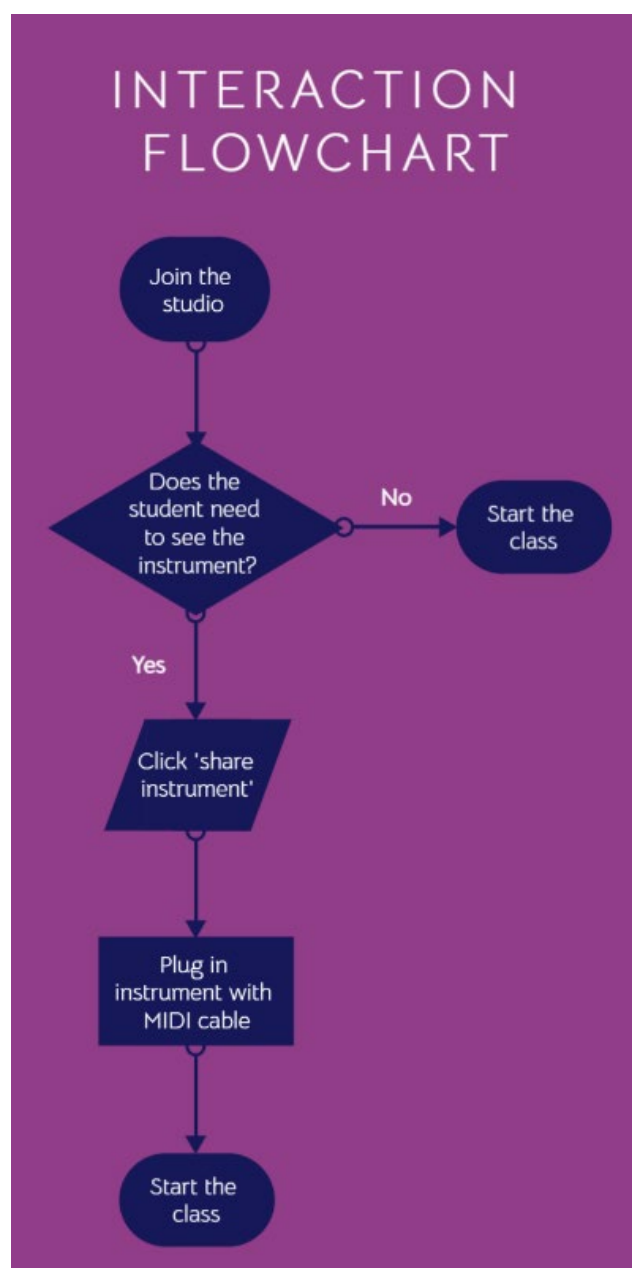 INTERACTION
FLOWCHART
Join the
studio
Does the
student need
to see the
instrument?
No
Start the
class
Yes
Click 'share
instrument'
Plug in
instrument with
MIDI cable
Start the
class